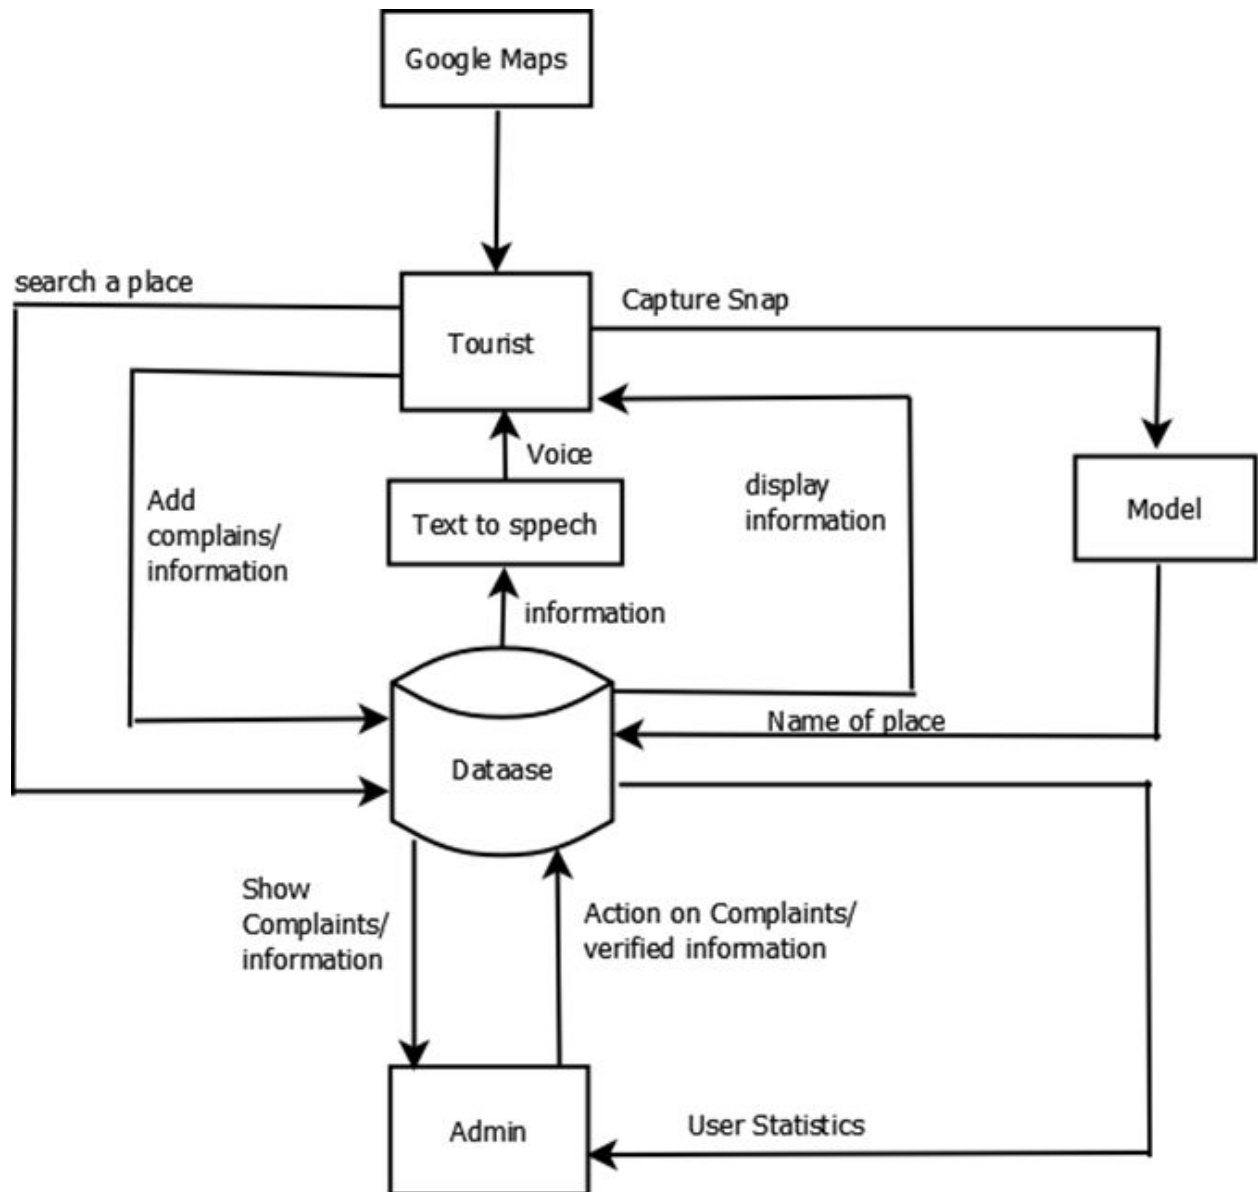 Google Maps
search a place
Capture Snap
Tourist
Voice
Add
complains/
information
Text to sppech
display
information
Model
information
Name of place
Dataase
Show
Complaints/
information
Action on Complaints/
verified information
Admin
User Statistics